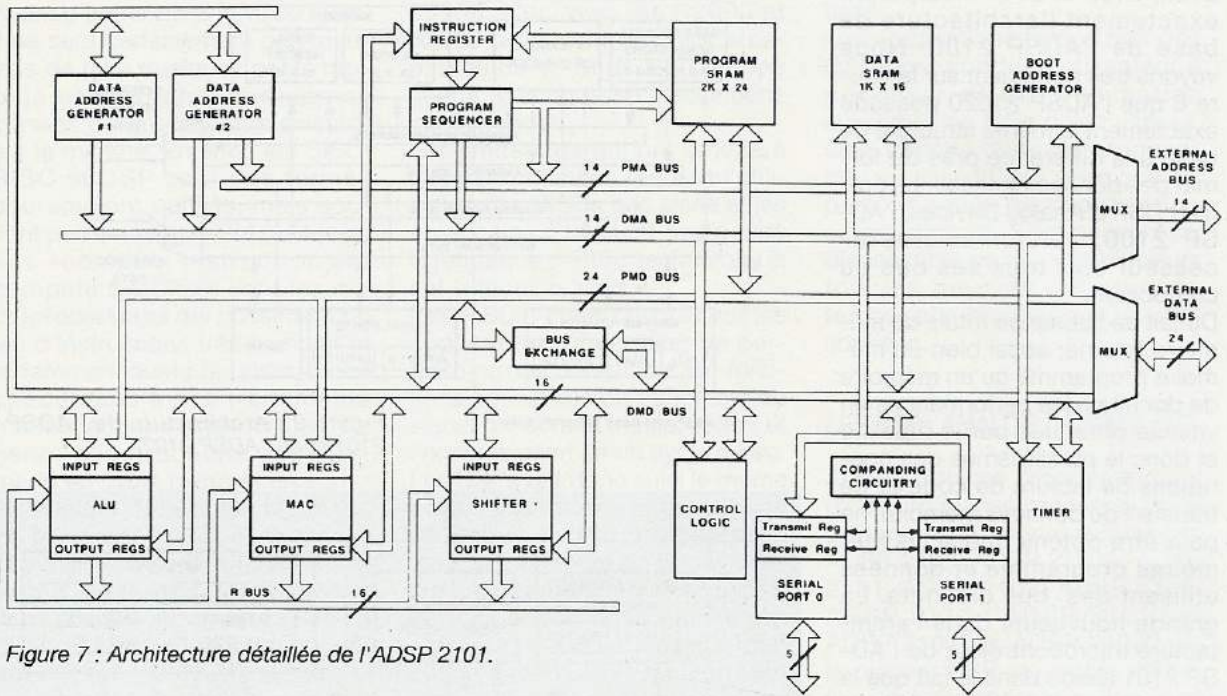 exactement l'architecture de
INSTRUCTION
REGISTER
PROGRAM
SRAM
2K X 24
DATA
SRAM
1K X 16
BOOT
ADDRESS
GENERATOR
DATA
ADDRESS
GENERATOR
#1
DATA
ADDRESS
GENERATOR
#2
PROGRAM
SEQUENCER
EXTERNAL
ADDRESS
BUS
14 PMA BUS
MUX
14
14 DMA BUS
24 PMD BUS
EXTERNAL
DATA
BUS
BUS
EXCHANGE
MUX
24
16
DMD BUS
INPUT REGS
ALU
OUTPUT REGS
INPUT REGS
MAC
OUTPUT REGS
INPUT REGS
SHIFTER
OUTPUT REGS
CONTROL
LOGIC
COMPANDING
CIRCUITRY
TIMER
Transmit Reg
Receive Reg
Transmit Reg
Receive Reg
SERIAL
PORT 0
SERIAL
PORT 1
R BUS
16
5
5
Figure 7 : Architecture détaillée de l'ADSP 2101.